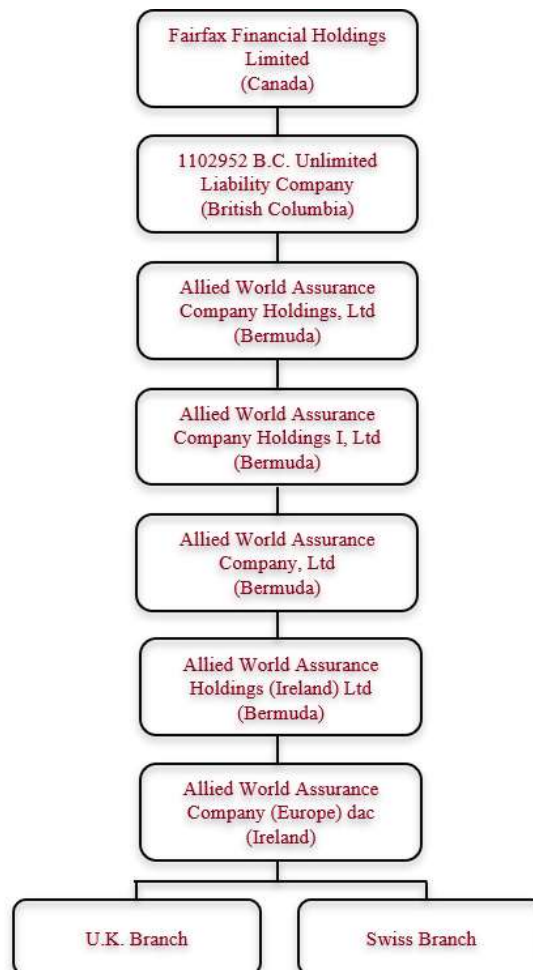 Fairfax Financial Holdings
Limited
(Canada)
1102952 B.C. Unlimited
Liability Company
(British Columbia)
Allied World Assurance
Company Holdings, Ltd
(Bermuda)
Allied World Assurance
Company Holdings I, Ltd
(Bermuda)
Allied World Assurance
Company, Ltd
(Bermuda)
Allied World Assurance
Holdings (Ireland) Ltd
(Bermuda)
Allied World Assurance
Company (Europe) dac
(Ireland)
U.K. Branch
Swiss Branch